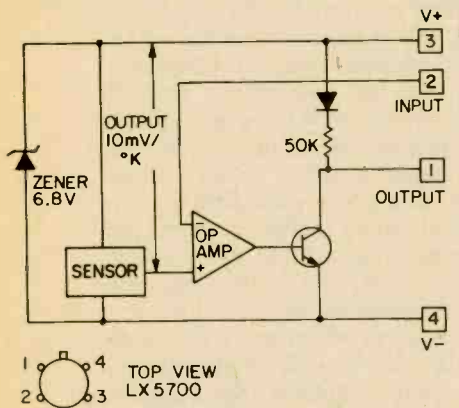 V+
3
2
INPUT
OUTPUT
10mV/
°K
50K
ZENER
6.8V
1
OUTPUT
−
OP
AMP
+
SENSOR
4
V−
1 4
2 3
TOP VIEW
LX5700